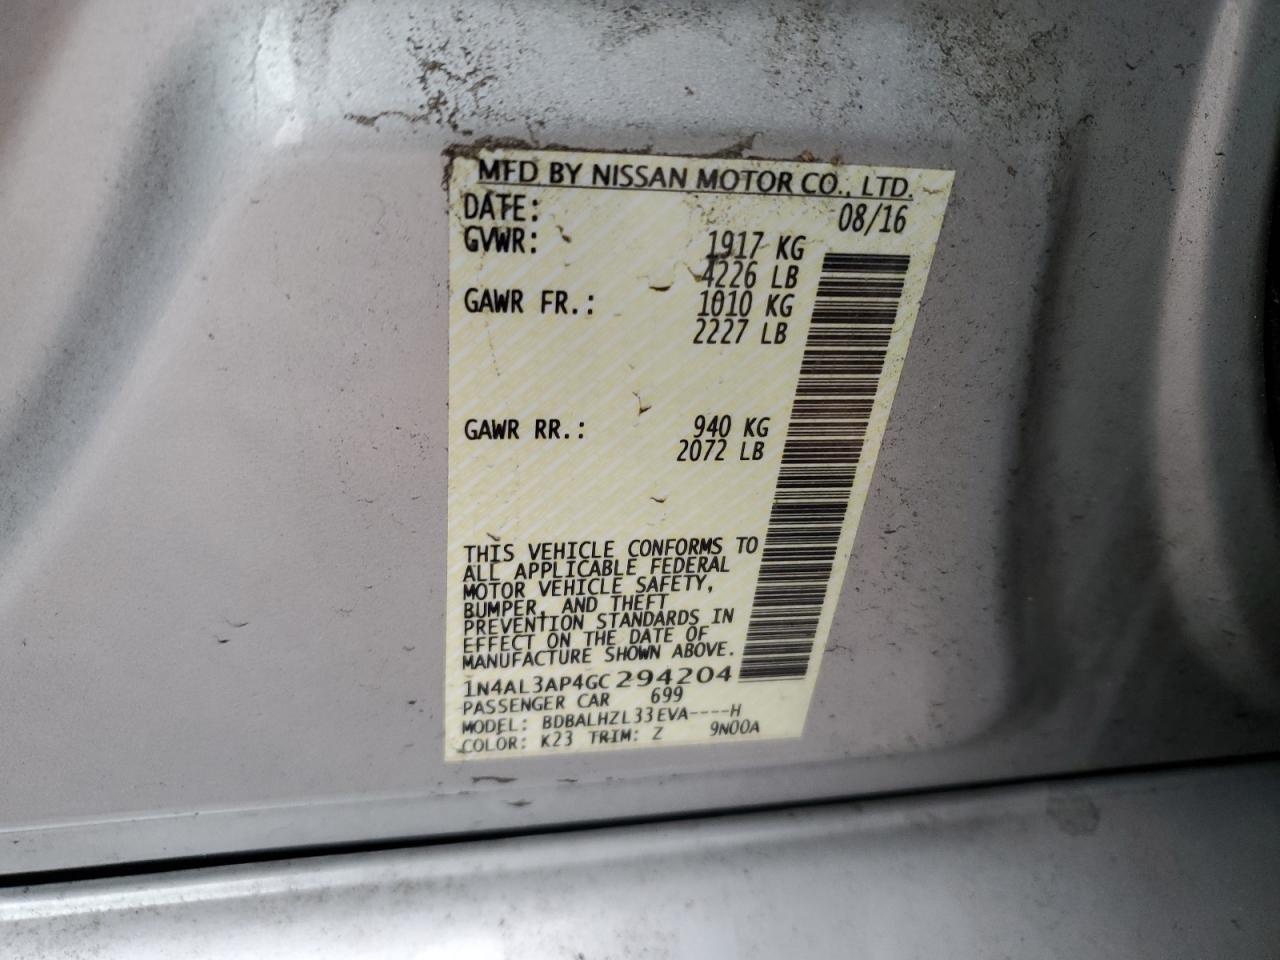 MFD BY NISSAN MOTOR CO., LTD.
DATE: 08/16
GVWR: 1917 KG
4226 LB
GAWR FR.: 1010 KG
2227 LB
GAWR RR.: 940 KG
2072 LB
THIS VEHICLE CONFORMS TO
ALL APPLICABLE FEDERAL
MOTOR VEHICLE SAFETY,
BUMPER, AND THEFT
PREVENTION STANDARDS IN
EFFECT ON THE DATE OF
MANUFACTURE SHOWN ABOVE.
1N4AL3AP4GC294204
PASSENGER CAR 699
MODEL: BDBALHZL33EVA----H
COLOR: K23 TRIM: Z 9N00A